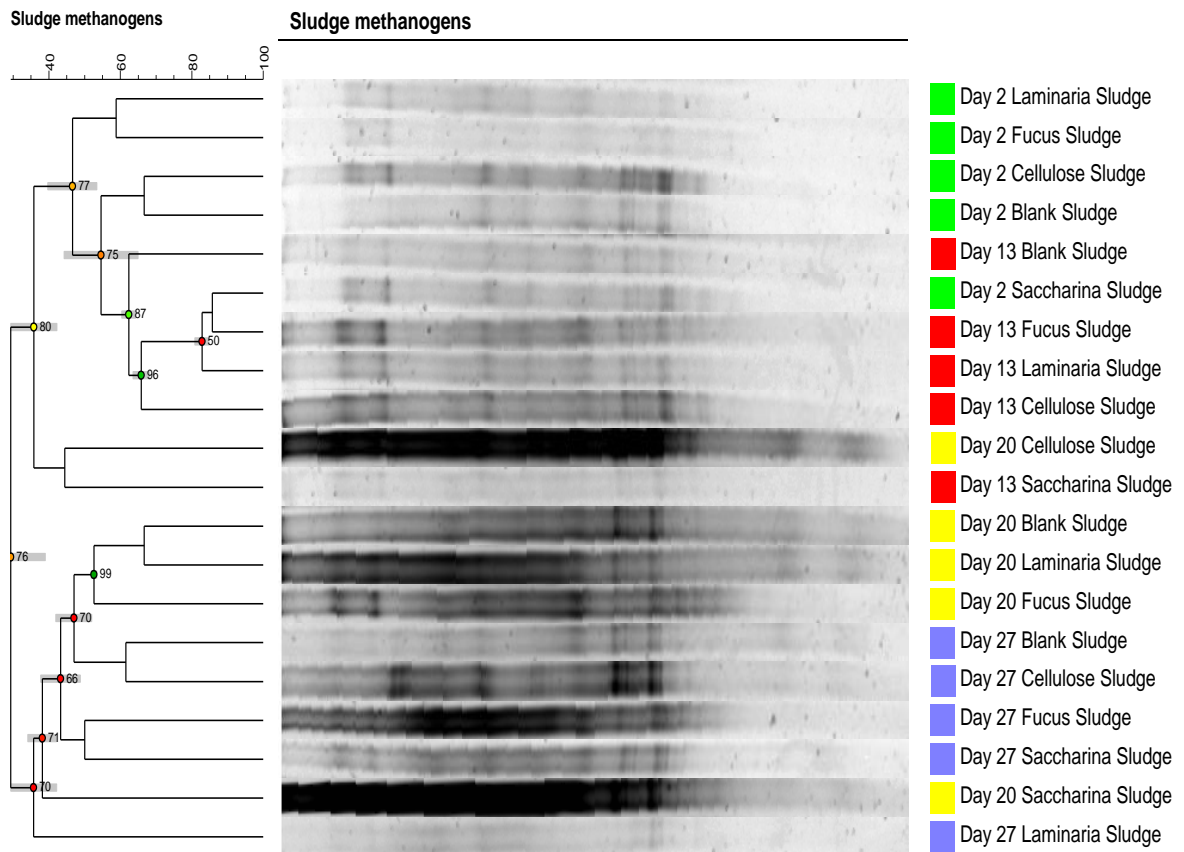 Sludge methanogens
Sludge methanogens
40
60
80
100
Day 2 Laminaria Sludge
Day 2 Fucus Sludge
77
Day 2 Cellulose Sludge
Day 2 Blank Sludge
75
Day 13 Blank Sludge
Day 2 Saccharina Sludge
87
80
Day 13 Fucus Sludge
50
Day 13 Laminaria Sludge
96
Day 13 Cellulose Sludge
Day 20 Cellulose Sludge
Day 13 Saccharina Sludge
Day 20 Blank Sludge
76
Day 20 Laminaria Sludge
99
Day 20 Fucus Sludge
70
Day 27 Blank Sludge
66
Day 27 Cellulose Sludge
Day 27 Fucus Sludge
71
Day 27 Saccharina Sludge
70
Day 20 Saccharina Sludge
Day 27 Laminaria Sludge